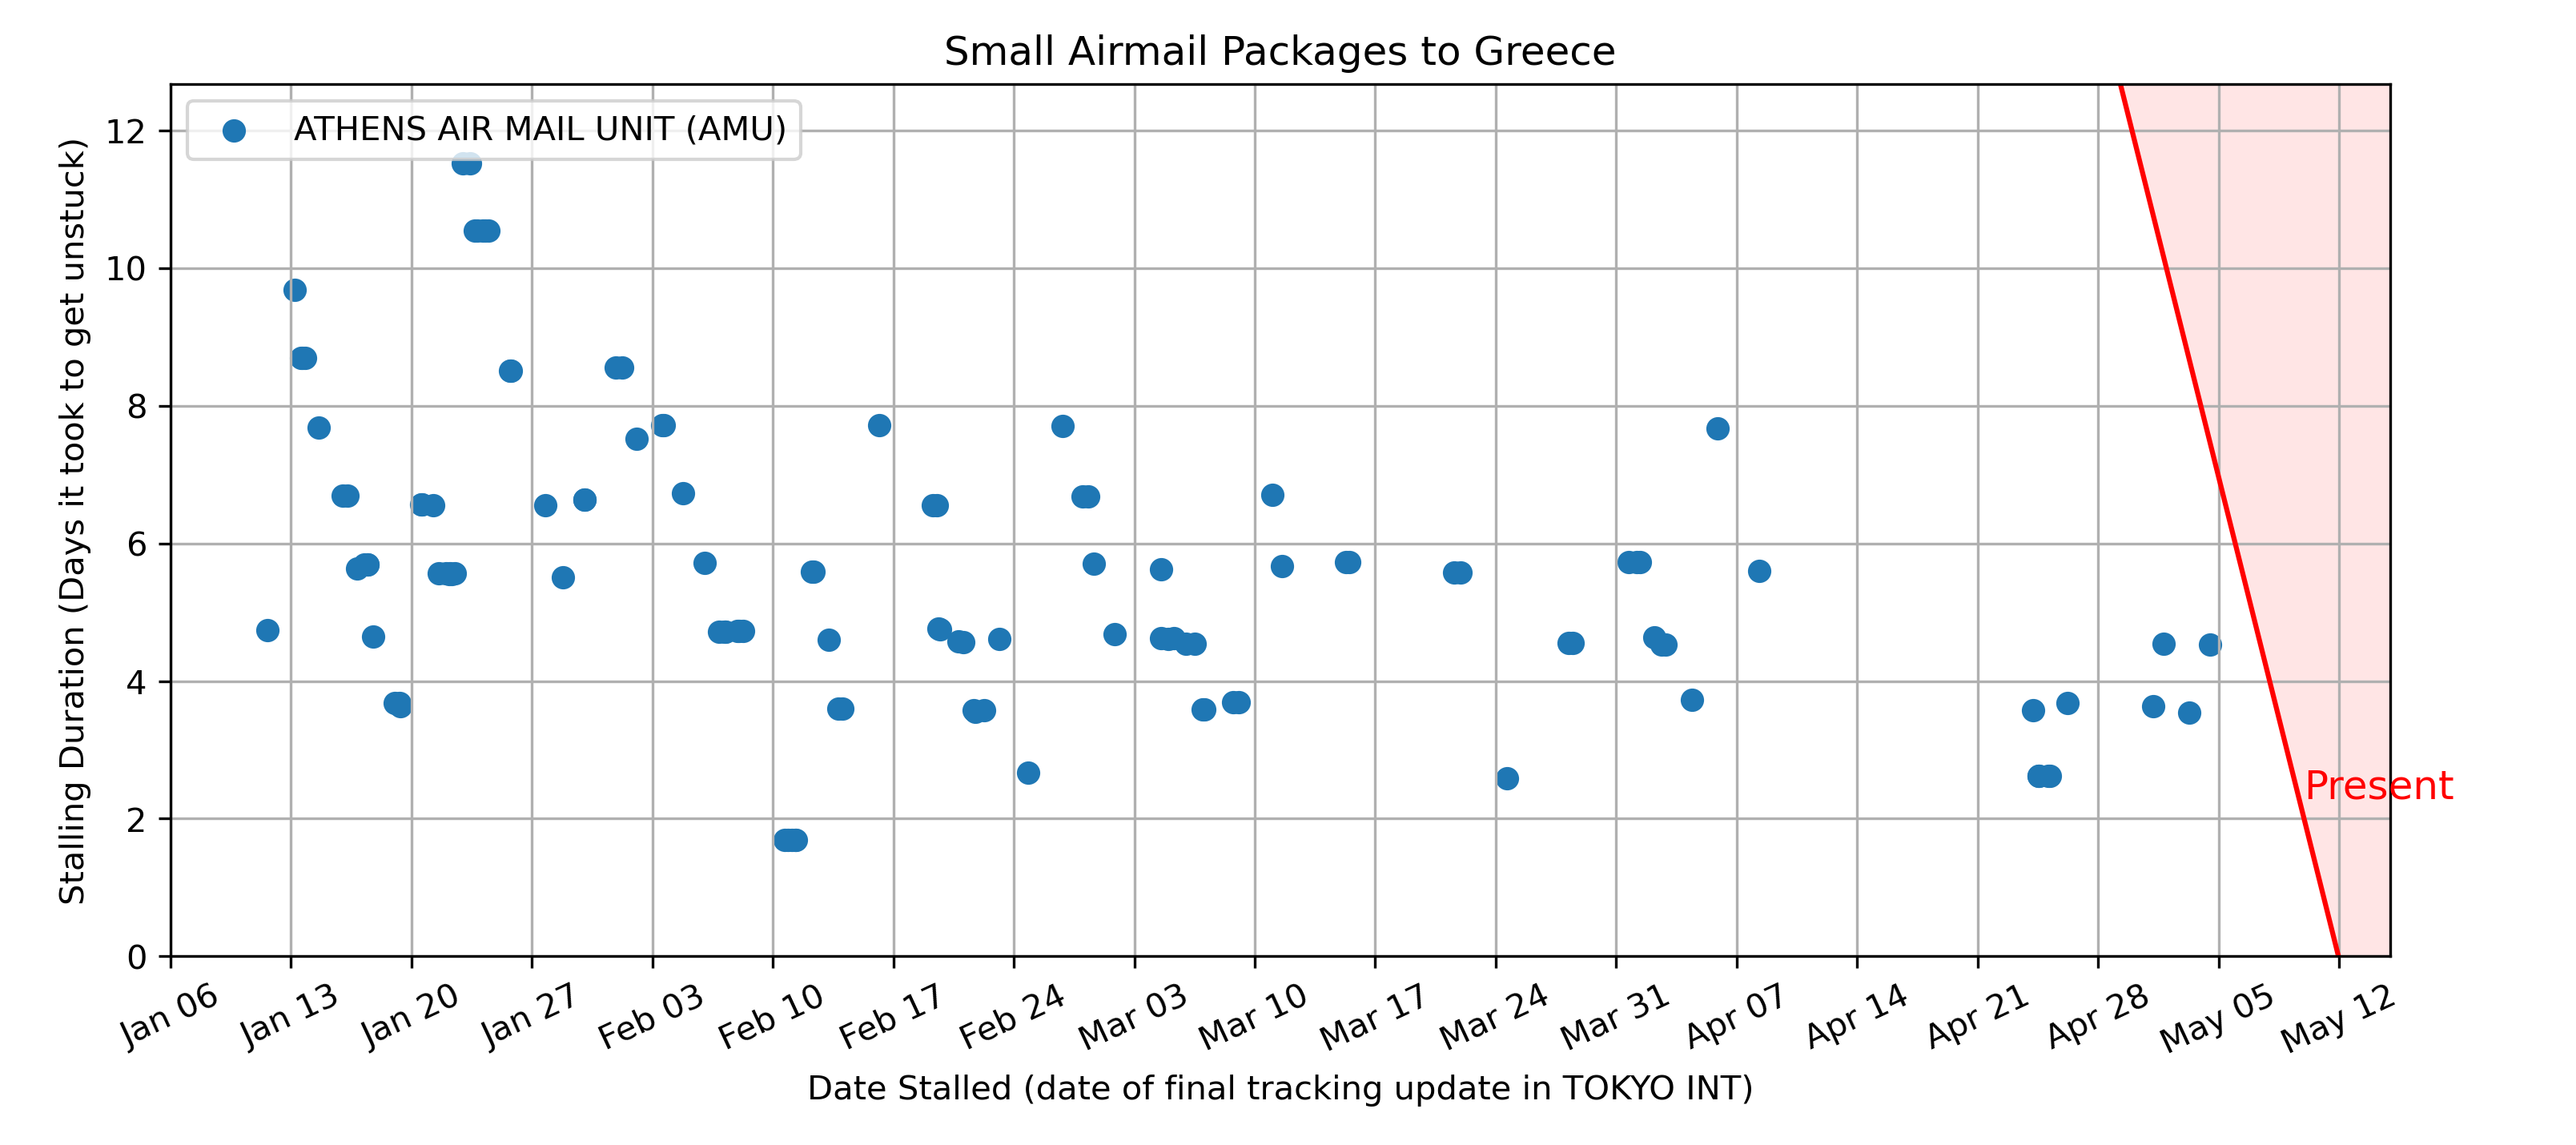 Small Airmail Packages to Greece
ATHENS AIR MAIL UNIT (AMU)
Stalling Duration (Days it took to get unstuck)
12
10
8
6
4
2
0
Present
Jan 06
Jan 13
Jan 20
Jan 27
Feb 03
Feb 10
Feb 17
Feb 24
Mar 03
Mar 10
Mar 17
Mar 24
Mar 31
Apr 07
Apr 14
Apr 21
Apr 28
May 05
May 12
Date Stalled (date of final tracking update in TOKYO INT)